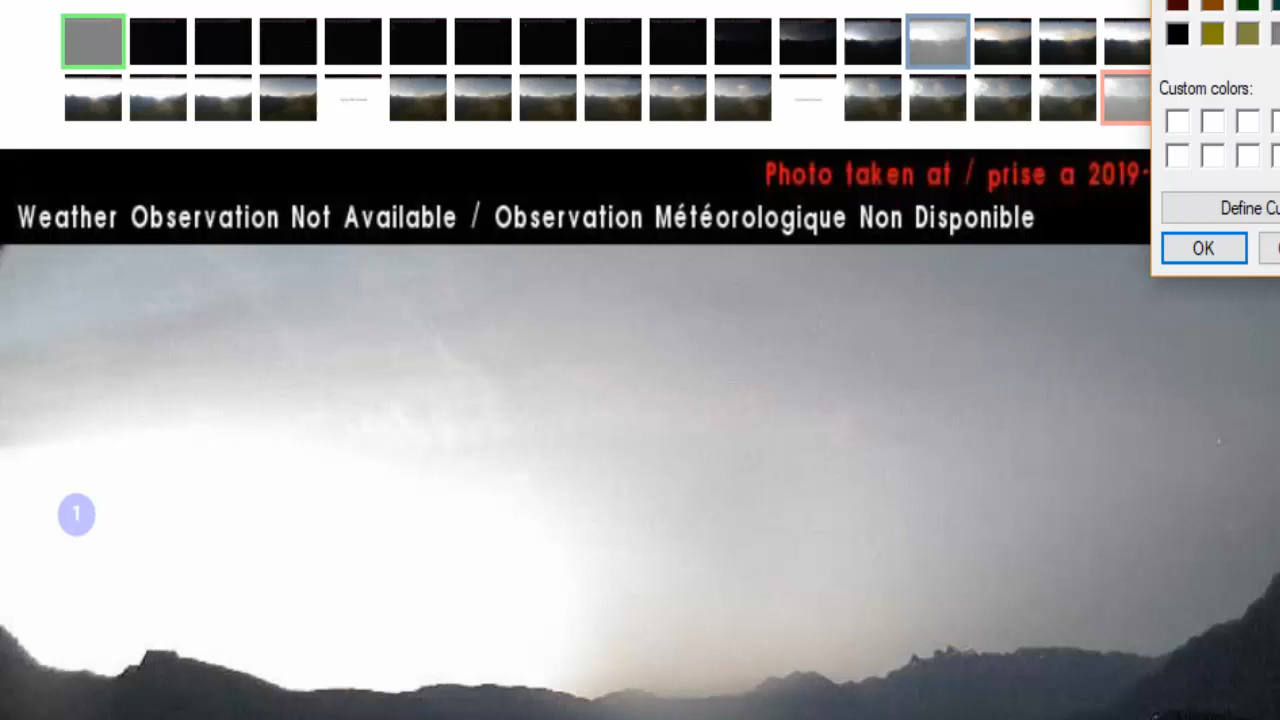 Custom colors:
Photo taken at / prise a 2019-
Define Cu
Weather Observation Not Available / Observation Météorologique Non Disponible
OK
1